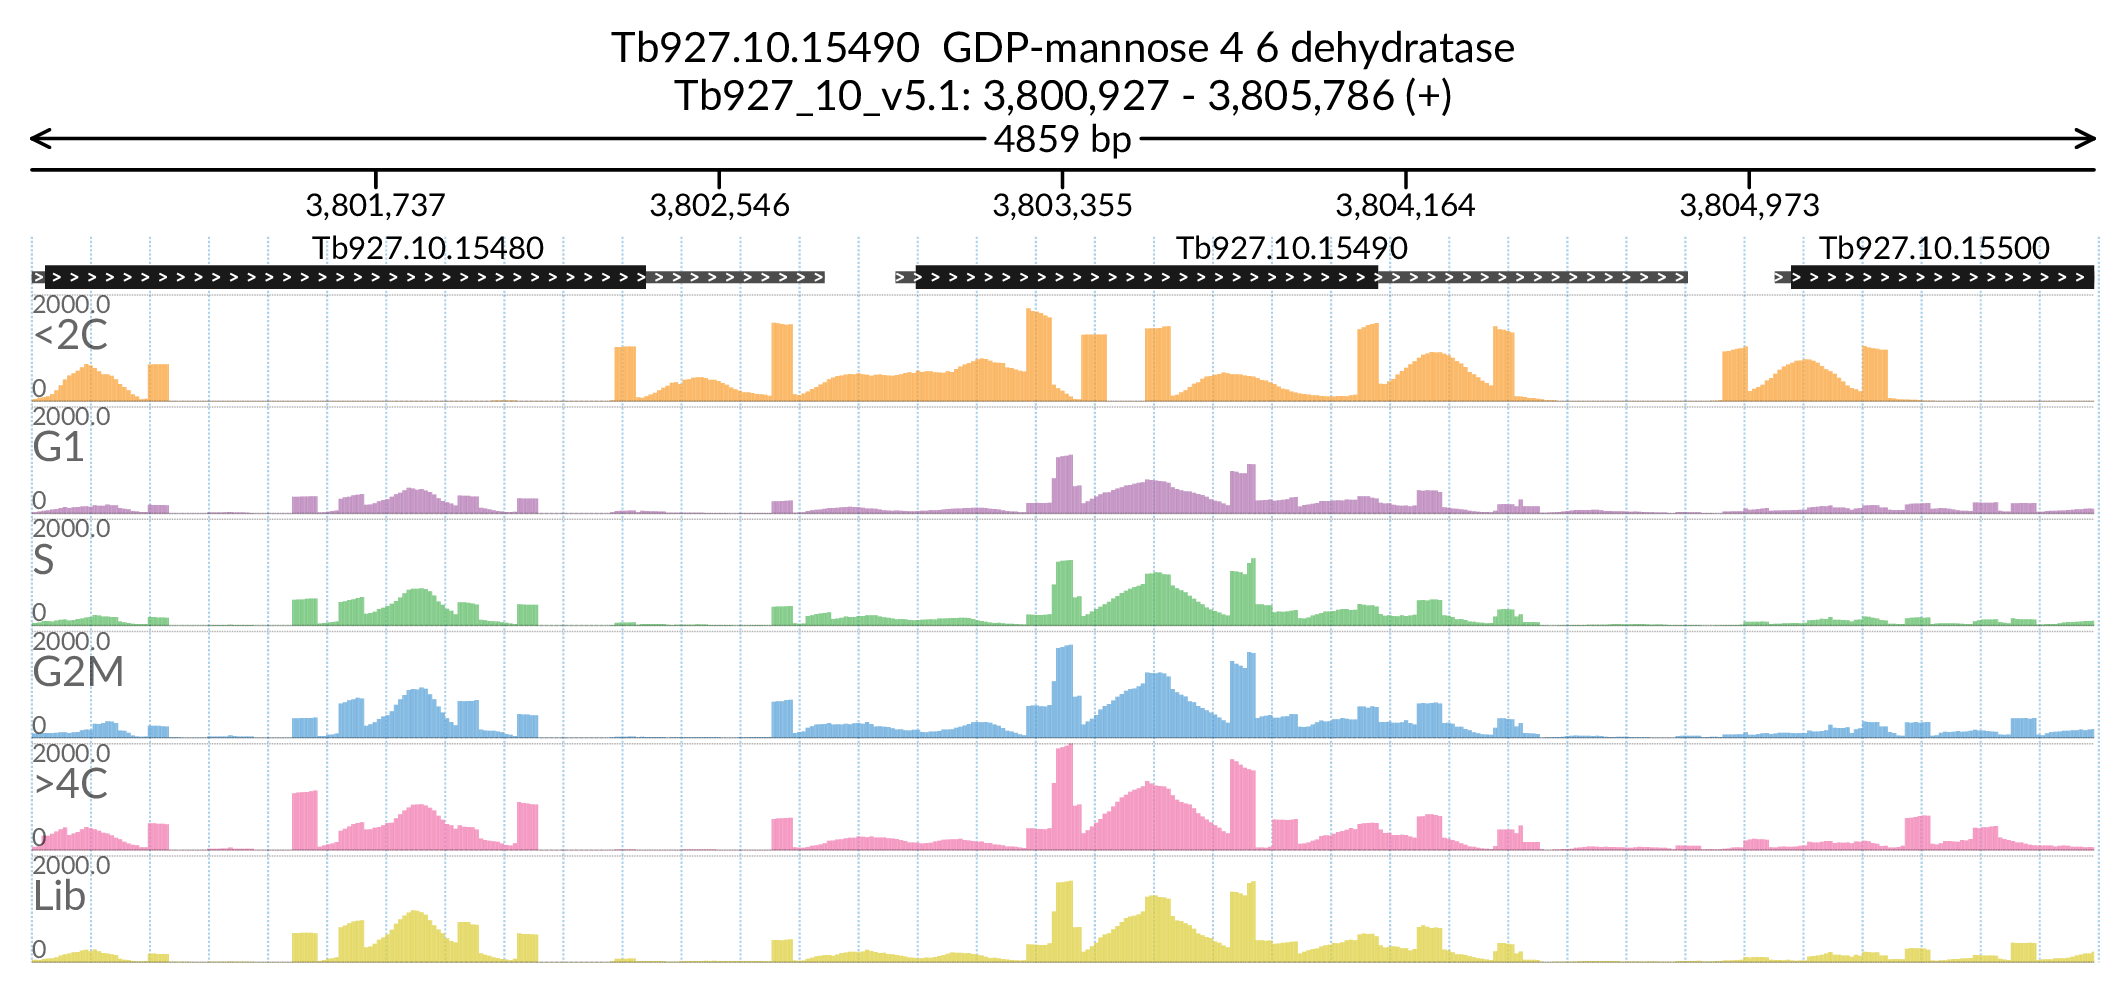 Tb927.10.15490  GDP-mannose 4 6 dehydratase
Tb927_10_v5.1: 3,800,927 - 3,805,786 (+)
4859 bp
3,801,737 3,802,546 3,803,355 3,804,164 3,804,973
Tb927.10.15480 Tb927.10.15490 Tb927.10.15500
2000.0
<2C
0
2000.0
G1
0
2000.0
S
0
2000.0
G2M
0
2000.0
>4C
0
2000.0
Lib
0